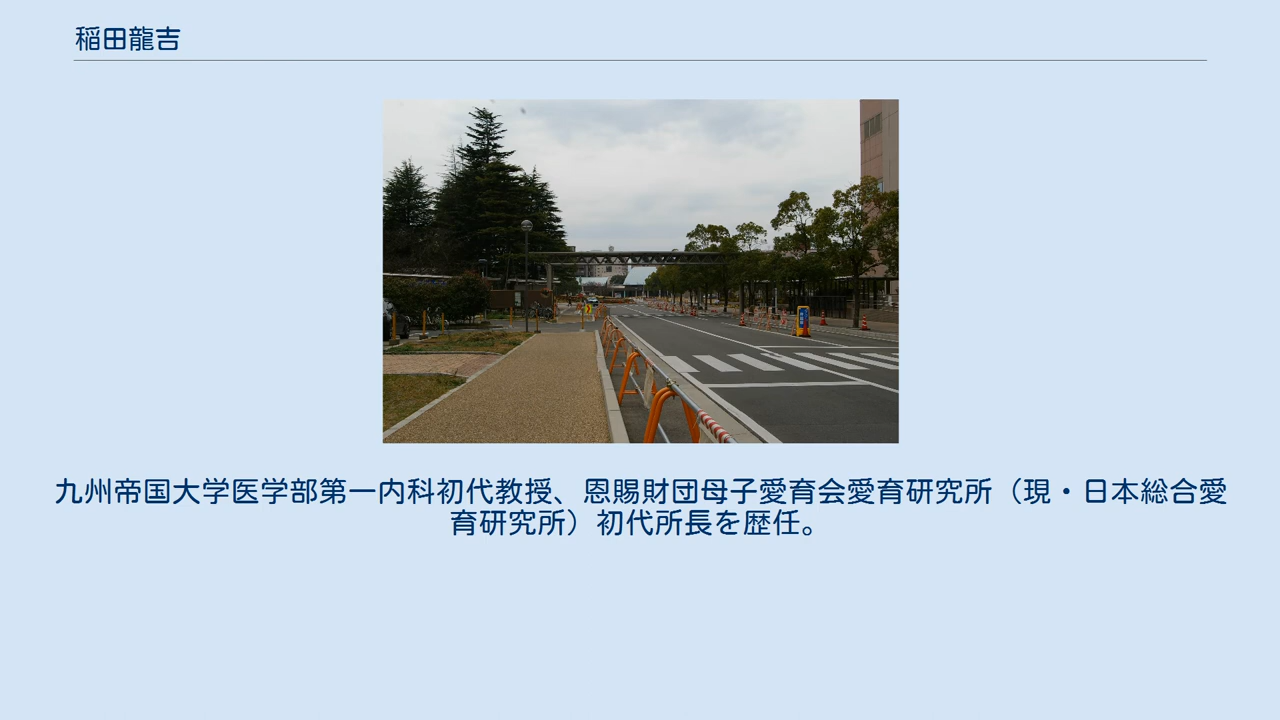 稲田龍吉
九州帝国大学医学部第一内科初代教授、恩賜財団母子愛育会愛育研究所（現・日本総合愛
育研究所）初代所長を歴任。